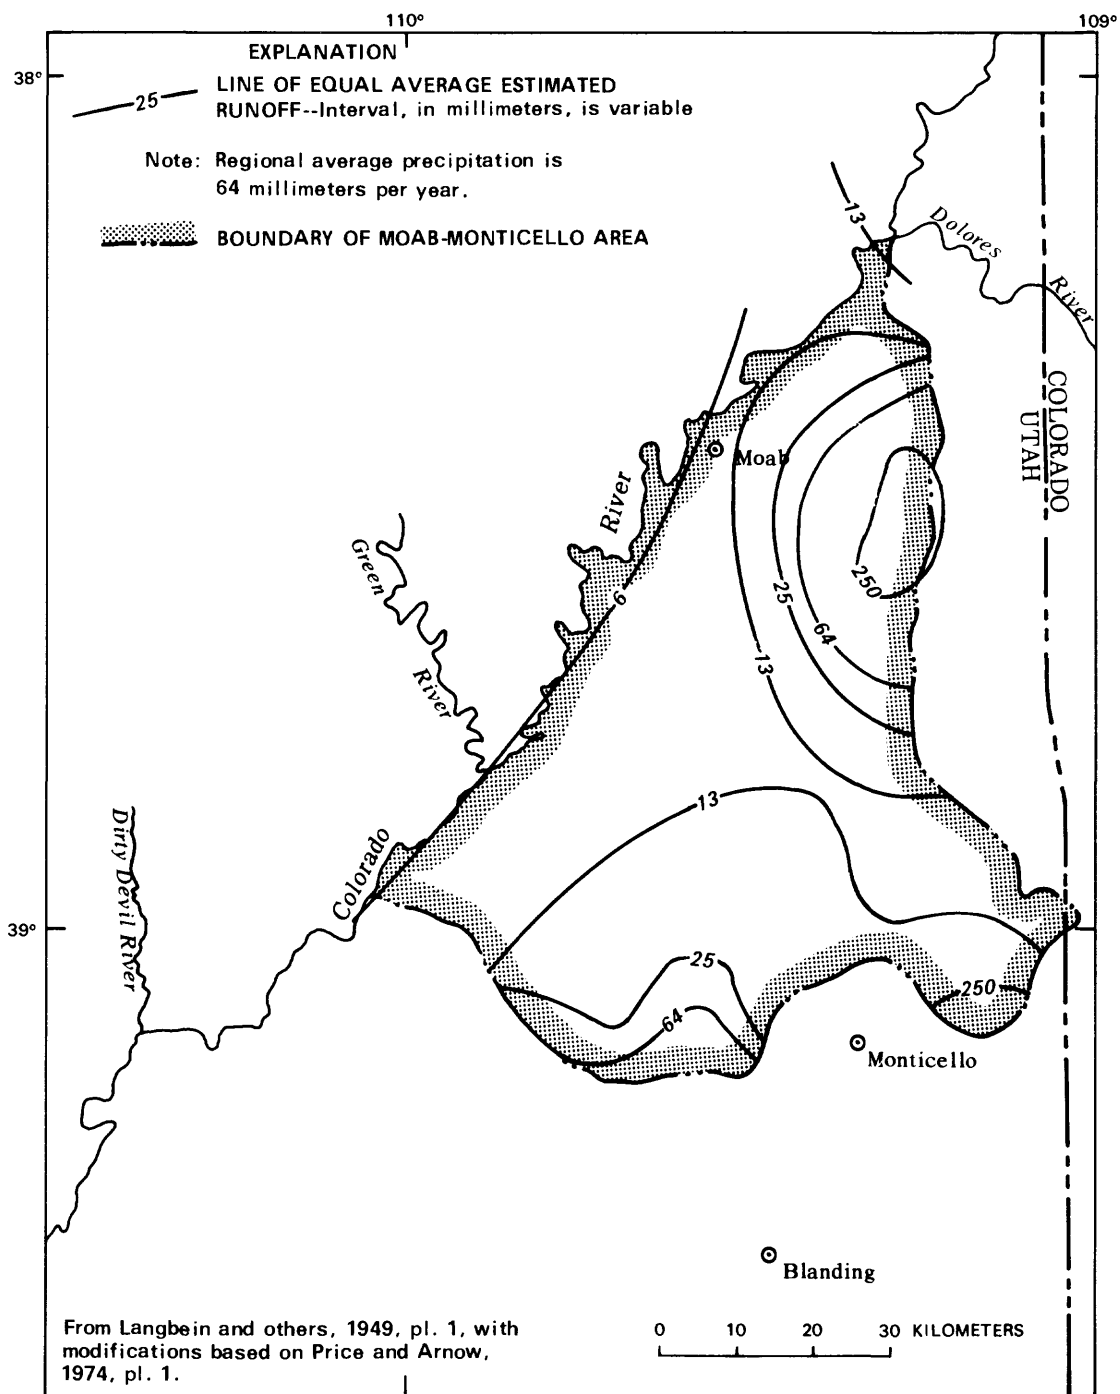 110°
109°
38°
EXPLANATION
25
LINE OF EQUAL AVERAGE ESTIMATED
RUNOFF--Interval, in millimeters, is variable
Note: Regional average precipitation is
64 millimeters per year.
BOUNDARY OF MOAB-MONTICELLO AREA
13
Dolores
River
COLORADO
UTAH
Moab
River
Green
River
6
250
25
64
13
13
Dirty Devil River
Colorado
39°
25
64
250
Monticello
Blanding
From Langbein and others, 1949, pl. 1, with
modifications based on Price and Arnow,
1974, pl. 1.
0 10 20 30 KILOMETERS